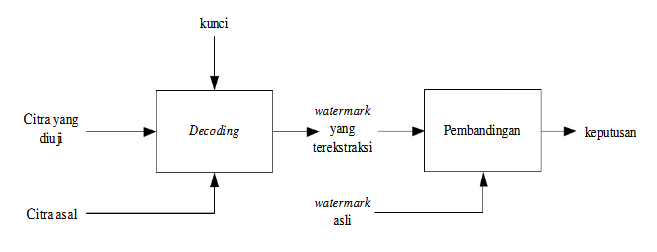 kunci
Citra yang
diuji
Decoding
watermark
yang
terekstraksi
Pembandingan
keputusan
Citra asal
watermark
asli